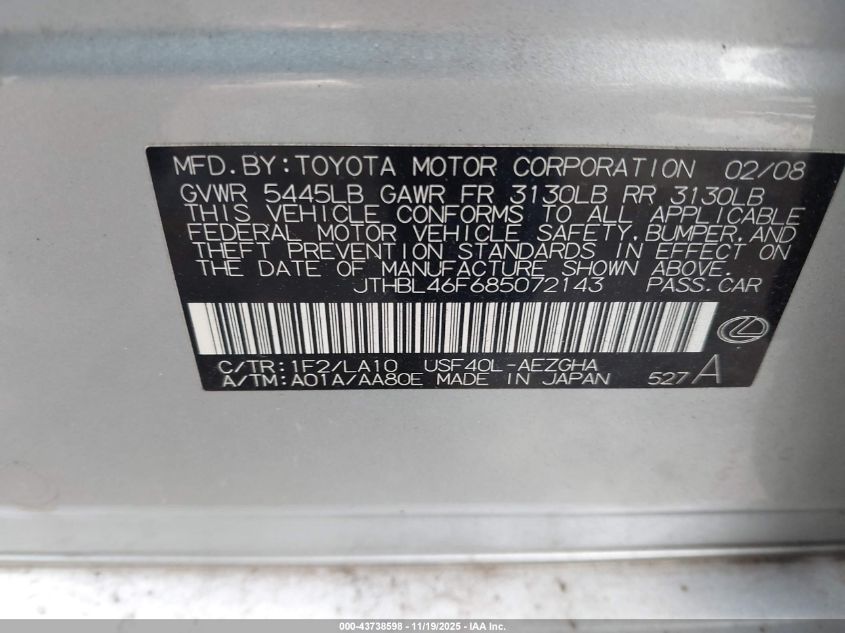 MFD.BY:TOYOTA MOTOR CORPORATION 02/08
GVWR 5445LB GAWR FR 3130LB RR 3130LB
THIS VEHICLE CONFORMS TO ALL APPLICABLE
FEDERAL MOTOR VEHICLE SAFETY,BUMPER,AND
THEFT PREVENTION STANDARDS IN EFFECT ON
THE DATE OF MANUFACTURE SHOWN ABOVE.
JTHBL46F685072143 PASS.CAR
C/TR:1F2/LA10 USF40L-AEZGHA
A/TM:A01A/AA80E MADE IN JAPAN 527 A
000-43738598 - 11/19/2025 - IAA Inc.